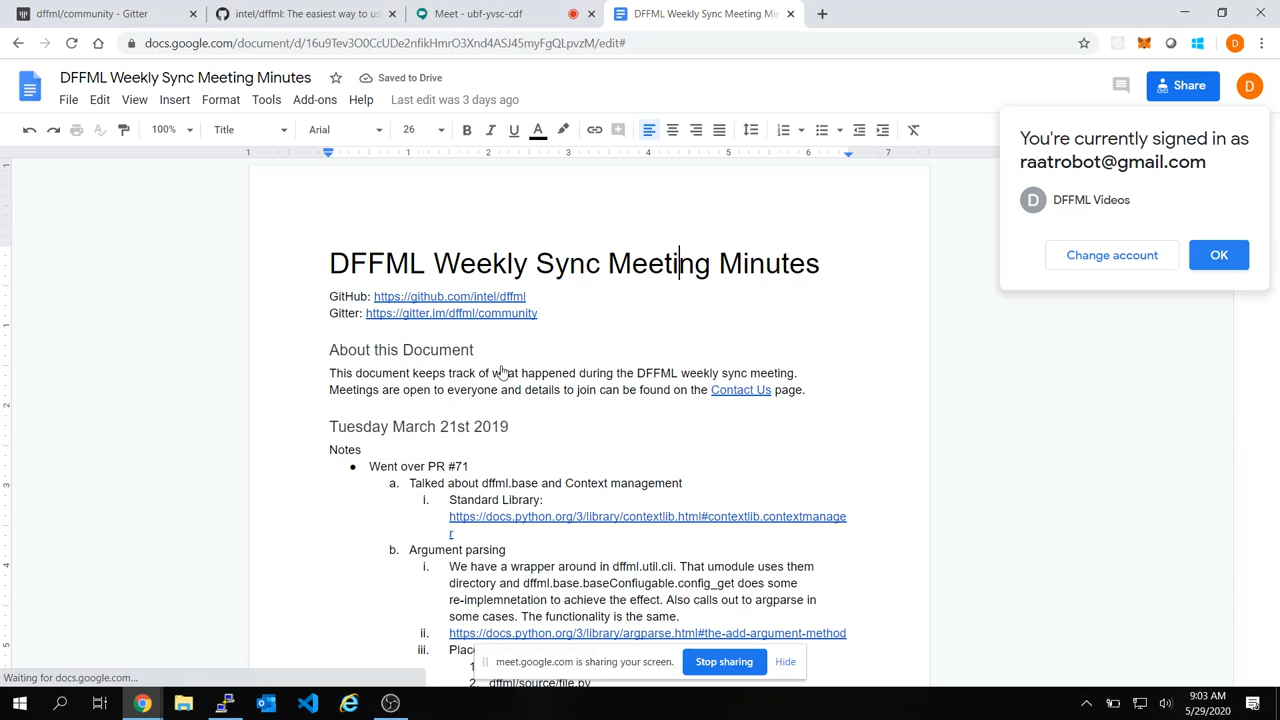 dffml/community - Gitter
intel/dffml: The easiest way to us
Meet - ubf-yvsc-cdf
DFFML Weekly Sync Meeting Min
docs.google.com/document/d/16u9Tev3O0CcUDe2nfikHmrO3Xnd4ASJ45myFgQLpvzM/edit#
DFFML Weekly Sync Meeting Minutes
Saved to Drive
File Edit View Insert Format Tools Add-ons Help Last edit was 3 days ago
Share
D
100% Title Arial 26
You're currently signed in as
raatrobot@gmail.com
D DFFML Videos
Change account OK
1 1 2 3 4 5 6 7
DFFML Weekly Sync Meeting Minutes
GitHub: https://github.com/intel/dffml
Gitter: https://gitter.im/dffml/community
About this Document
This document keeps track of what happened during the DFFML weekly sync meeting.
Meetings are open to everyone and details to join can be found on the Contact Us page.
Tuesday March 21st 2019
Notes
● Went over PR #71
a. Talked about dffml.base and Context management
i. Standard Library:
https://docs.python.org/3/library/contextlib.html#contextlib.contextmanage
r
b. Argument parsing
i. We have a wrapper around in dffml.util.cli. That umodule uses them
directory and dffml.base.baseConfiugable.config_get does some
re-implemnetation to achieve the effect. Also calls out to argparse in
some cases. The functionality is the same.
ii. https://docs.python.org/3/library/argparse.html#the-add-argument-method
iii.
dffml/source/file.py
meet.google.com is sharing your screen.
Stop sharing
Hide
Waiting for docs.google.com...
9:03 AM
5/29/2020